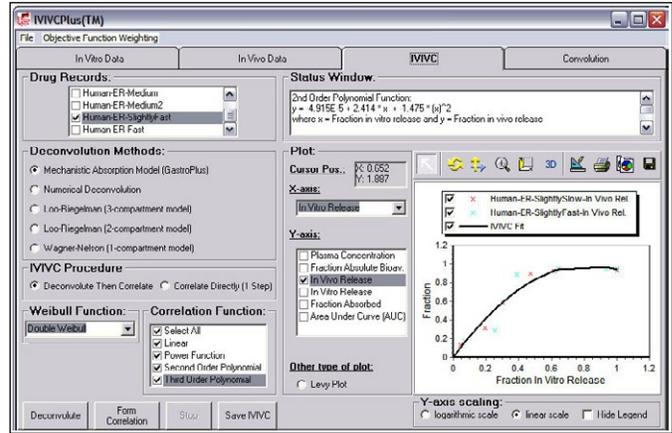 IVIVCPlus(TM)
File Objective Function Weighting
In Vitro Data In Vivo Data IVIVC Convolution
Drug Records:
Human-ER-Medium
Human-ER-Medium2
Human-ER-SlightlyFast
Human ER Fast
Status Window:
2nd Order Polynomial Function:
y = 4.915E 5 + 2.414 * x + 1.475 * (x)^2
where x = Fraction in vitro release and y = Fraction in vivo release
Deconvolution Methods:
Mechanistic Absorption Model (GastroPlus)
Numerical Deconvolution
Loo-Riegelman (3-compartment model)
Loo-Riegelman (2-compartment model)
Wagner-Nelson (1-compartment model)
IVIVC Procedure
Deconvolute Then Correlate Correlate Directly (1 Step)
Weibull Function:
Double Weibull
Correlation Function:
Select All
Linear
Power Function
Second Order Polynomial
Third Order Polynomial
Deconvolute Form Correlation Stop Save IVIVC
Plot:
Cursor Pos.: X: 0.652
Y: 1.887
X-axis:
In Vitro Release
Y-axis:
Plasma Concentration
Fraction Absolute Bioav.
In Vivo Release
In Vitro Release
Fraction Absorbed
Area Under Curve (AUC)
Other type of plot:
Levy Plot
3D
Human-ER-SlightlySlow-In Vivo Rel
Human-ER-SlightlyFast-In Vivo Rel.
IVIVC Fit
1.2
1
0.8
0.6
0.4
0.2
0
Fraction
0 0.2 0.4 0.6 0.8 1 1.2
Fraction In Vitro Release
Y-axis scaling:
logarithmic scale linear scale Hide Legend